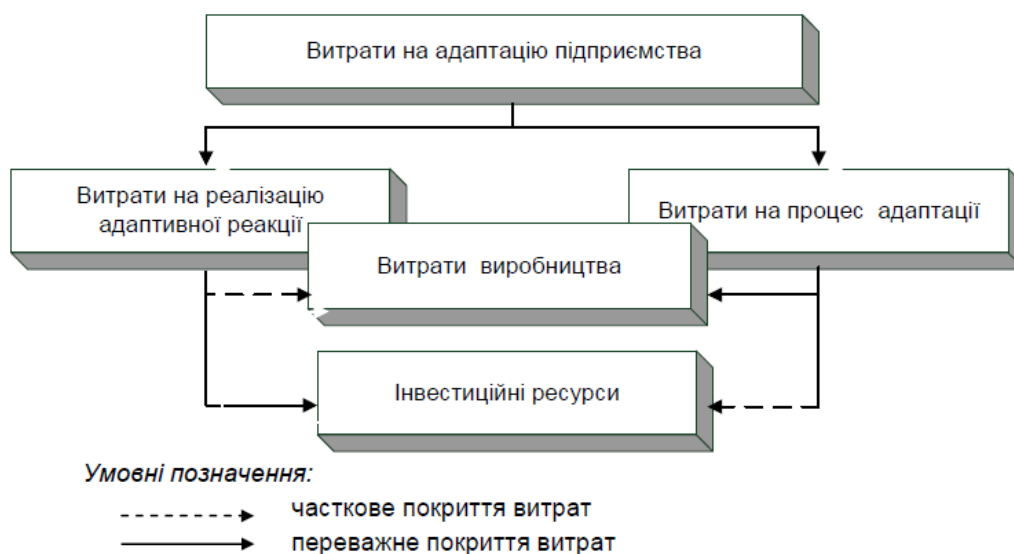 Витрати на адаптацію підприємства
Витрати на реалізацію
адаптивної реакції
Витрати на процес адаптації
Витрати виробництва
Інвестиційні ресурси
Умовні позначення:
часткове покриття витрат
переважне покриття витрат